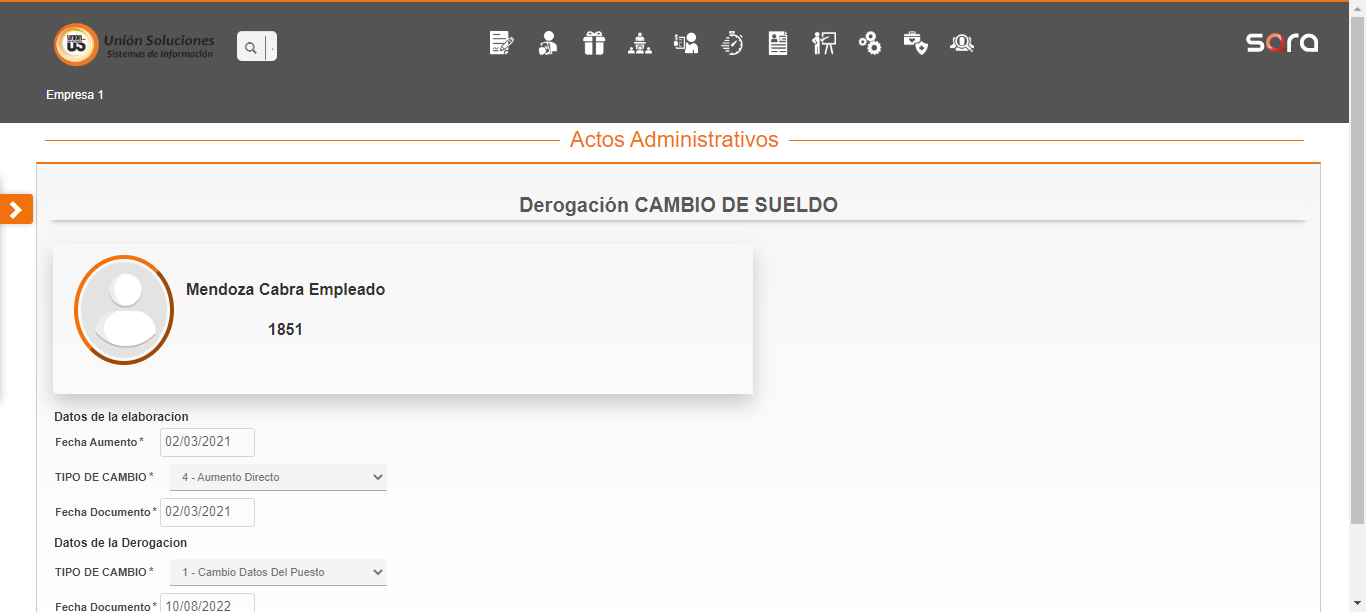 UNION
US
Unión Soluciones
Sistemas de Información
sara
Empresa 1
Actos Administrativos
Derogación CAMBIO DE SUELDO
Mendoza Cabra Empleado
1851
Datos de la elaboracion
Fecha Aumento* 02/03/2021
TIPO DE CAMBIO* 4 - Aumento Directo
Fecha Documento* 02/03/2021
Datos de la Derogacion
TIPO DE CAMBIO* 1 - Cambio Datos Del Puesto
Fecha Documento* 10/08/2022